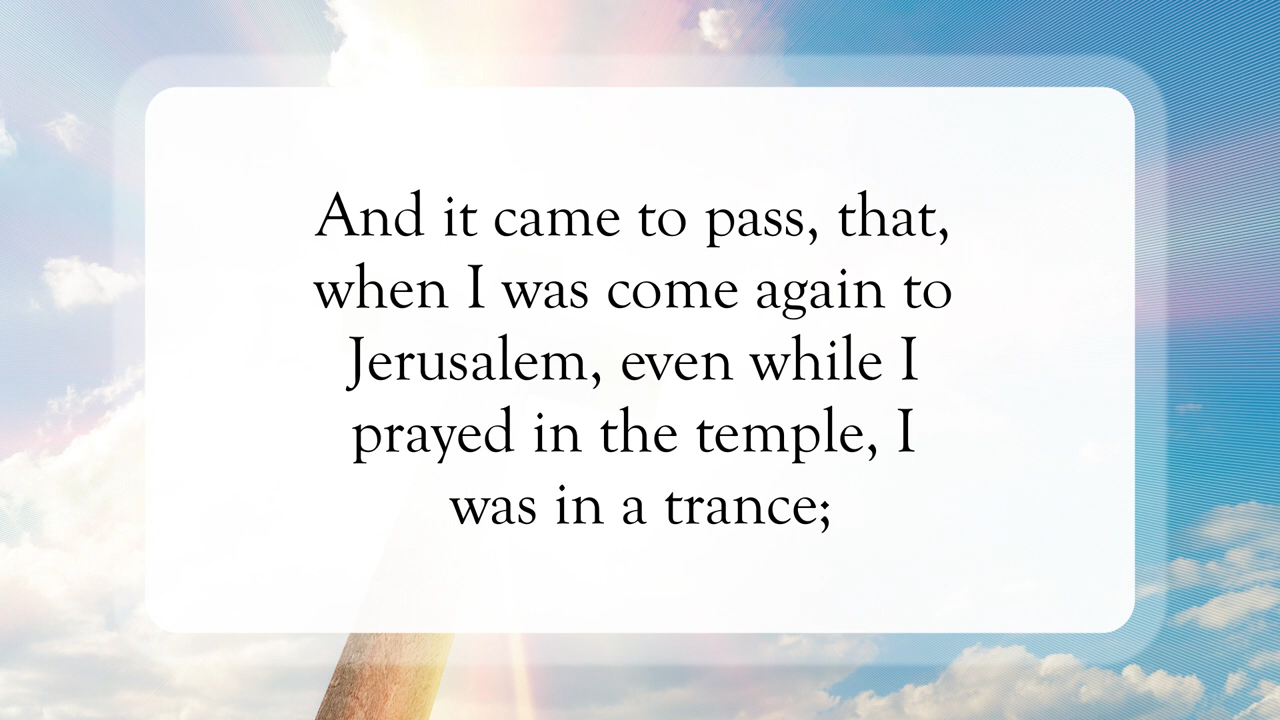 And it came to pass, that,
when I was come again to
Jerusalem, even while I
prayed in the temple, I
was in a trance;